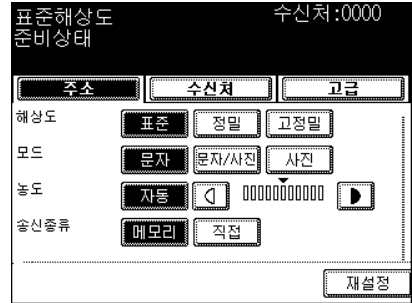 표준해상도 수신처:0000
준비상태
주소 수신처 고급
해상도 표준 정밀 고정밀
모드 문자 문자/사진 사진
농도 자동
송신종류 메모리 직접
재설정